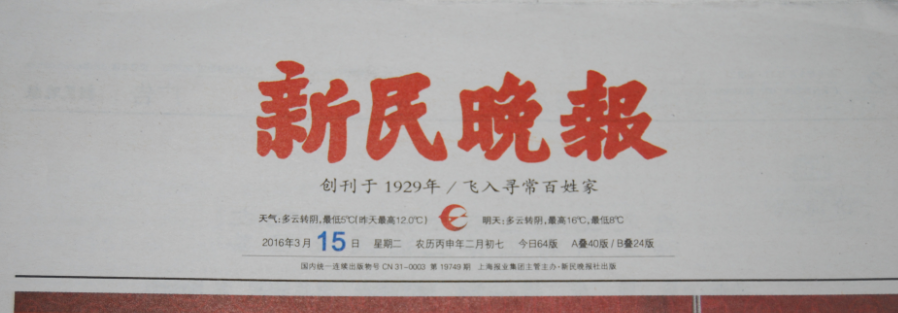 新民晚報
创刊于1929年/飞入寻常百姓家
天气:多云转阴,最低5℃(昨天最高12.0℃) 明天:多云转阴,最高16℃,最低8℃
2016年3月15日 星期二 农历丙申年二月初七 今日64版 A叠40版/B叠24版
国内统一连续出版物号 CN 31-0003 第19749期 上海报业集团主管主办·新民晚报社出版